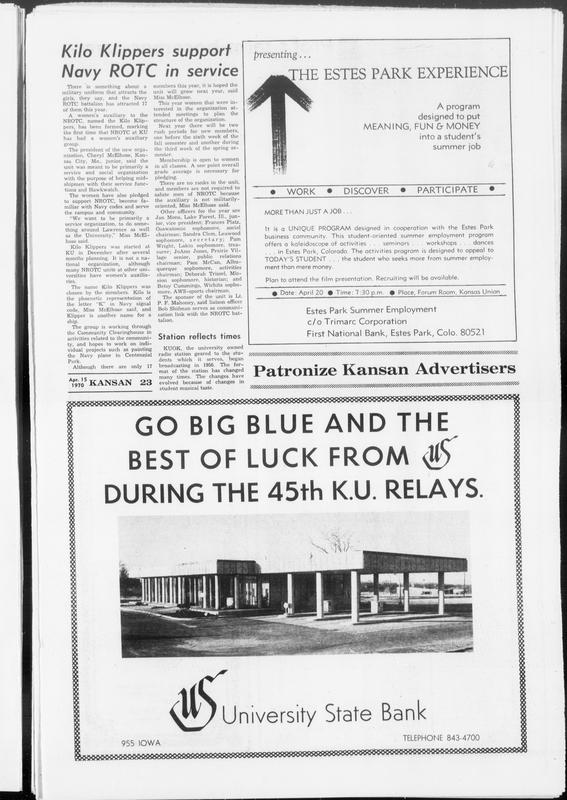 Kilo Klippers support
Navy ROTC in service
There is something about a
military uniform that attracts the
girls, they say, and the Navy
ROTC battalion has attracted 17
of them this year.
A women's auxiliary to the
NROTC, named the Kilo Klip-
pers, has been formed, marking
the first time that NROTC at KU
has had a women's auxiliary
group.
The president of the new orga-
nization, Cheryl McElhose, Kan-
sas City, Mo., junior, said the
unit was meant to be primarily a
service and social organization
with the purpose of helping mid-
shipmen with their service func-
tions and Hawkwatch.
The women have also pledged
to support NROTC, become fa-
miliar with Navy codes and serve
the campus and community.
"We want to be primarily a
service organization, to do some-
thing around Lawrence as well
as the University," Miss McEl-
hose said.
Kilo Klippers was started at
KU in December after several
months planning. It is not a na-
tional organization, although
many NROTC units at other uni-
versities have women's auxilia-
ries.
The name Kilo Klippers was
chosen by the members. Kilo is
the phonetic representation of
the letter "K" in Navy signal
code, Miss McElhose said, and
Klipper is another name for a
ship.
The group is working through
the Community Clearinghouse in
activities related to the communi-
ty, and hopes to work on indi-
vidual projects such as painting
the Navy plane in Centennial
Park.
Although there are only 17
members this year, it is hoped the
unit will grow next year, said
Miss McElhose.
This year women that were in-
terested in the organization at-
tended meetings to plan the
structure of the organization.
Next year there will be two
rush periods for new members,
one before the sixth week of the
fall semester and another during
the third week of the spring se-
mester.
Membership is open to women
in all classes. A one point overall
grade average is necessary for
pledging.
There are no ranks in the unit,
and members are not required to
salute men of NROTC because
the auxiliary is not militarily-
oriented, Miss McElhose said.
Other officers for the year are
Jan Mens, Lake Forest, Ill., jun-
ior, vice president; Frances Platz,
Osawatomie sophomore, social
chairman; Sandra Clom, Leawood
sophomore, secretary; Pam
Wright, Lakin sophomore, trea-
surer; JoAnn Jones, Prairie Vil-
lage senior, public relations
chairman; Pam McCan, Albu-
querque sophomore, activities
chairman; Deborah Trissel, Mis-
sion sophomore, historian; and
Betsy Cummings, Wichita sopho-
more, AWS-sports chairman.
The sponsor of the unit is Lt.
P. F. Mahoney, said liaison officer
Bob Shifman serves as communi-
cation link with the NROTC bat-
talion.
Station reflects times
KUOK, the university owned
radio station geared to the stu-
dents which it serves, began
broadcasting in 1956. The for-
mat of the station has changed
many times. The changes have
evolved because of changes in
student musical taste.
Apr. 15
1970 KANSAN 23
presenting . . .
THE ESTES PARK EXPERIENCE
A program
designed to put
MEANING, FUN & MONEY
into a student's
summer job
• WORK • DISCOVER • PARTICIPATE •
MORE THAN JUST A JOB . . .
It is a UNIQUE PROGRAM designed in cooperation with the Estes Park
business community. This student-oriented summer employment program
offers a kaleidoscope of activities . . . seminars . . . workshops . . . dances
. . . in Estes Park, Colorado. The activities program is designed to appeal to
TODAY'S STUDENT . . . the student who seeks more from summer employ-
ment than mere money.
Plan to attend the film presentation. Recruiting will be available.
• Date: April 20 • Time: 7:30 p.m. • Place, Forum Room, Kansas Union
Estes Park Summer Employment
c/o Trimarc Corporation
First National Bank, Estes Park, Colo. 80521
Patronize Kansan Advertisers
GO BIG BLUE AND THE
BEST OF LUCK FROM US
DURING THE 45th K.U. RELAYS.
US University State Bank
955 IOWA
TELEPHONE 843-4700